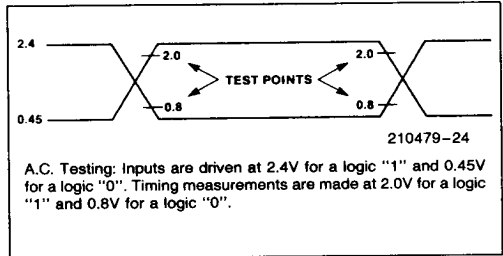 2.4
2.0
2.0
TEST POINTS
0.8
0.8
0.45
210479–24
A.C. Testing: Inputs are driven at 2.4V for a logic "1" and 0.45V
for a logic "0". Timing measurements are made at 2.0V for a logic
"1" and 0.8V for a logic "0".